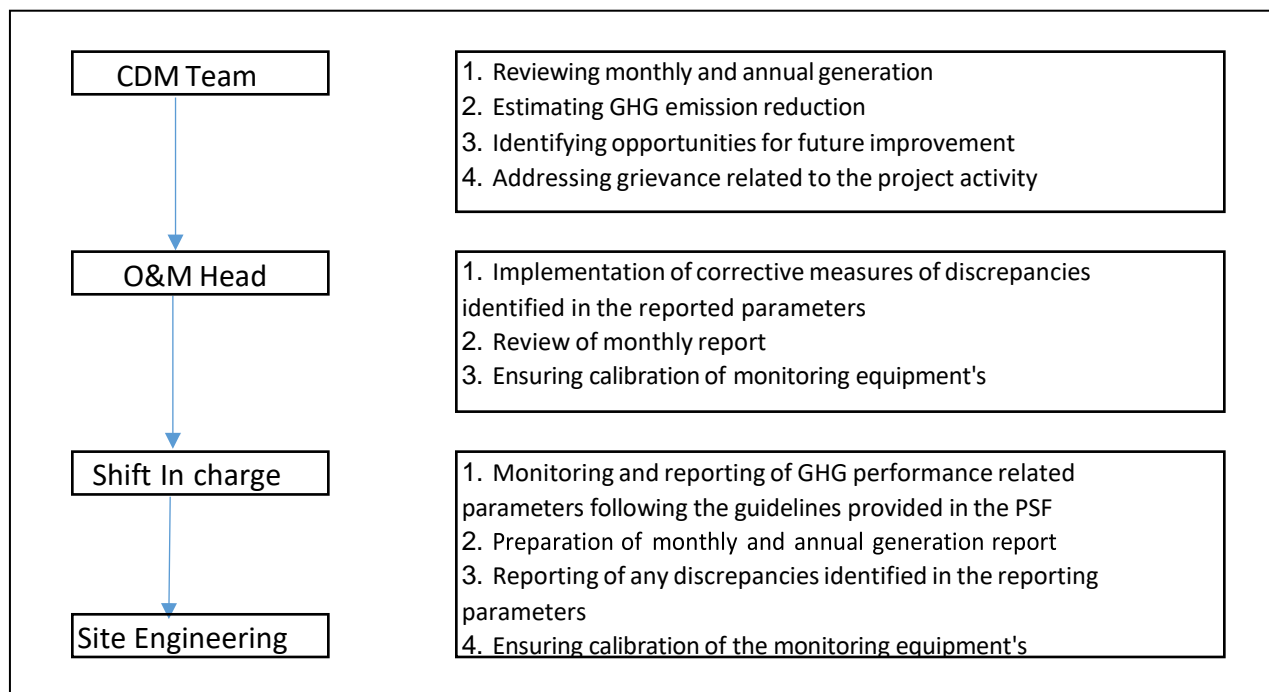 CDM Team
1. Reviewing monthly and annual generation
2. Estimating GHG emission reduction
3. Identifying opportunities for future improvement
4. Addressing grievance related to the project activity
O&M Head
1. Implementation of corrective measures of discrepancies
identified in the reported parameters
2. Review of monthly report
3. Ensuring calibration of monitoring equipment's
Shift In charge
1. Monitoring and reporting of GHG performance related
parameters following the guidelines provided in the PSF
2. Preparation of monthly and annual generation report
3. Reporting of any discrepancies identified in the reporting
parameters
4. Ensuring calibration of the monitoring equipment's
Site Engineering